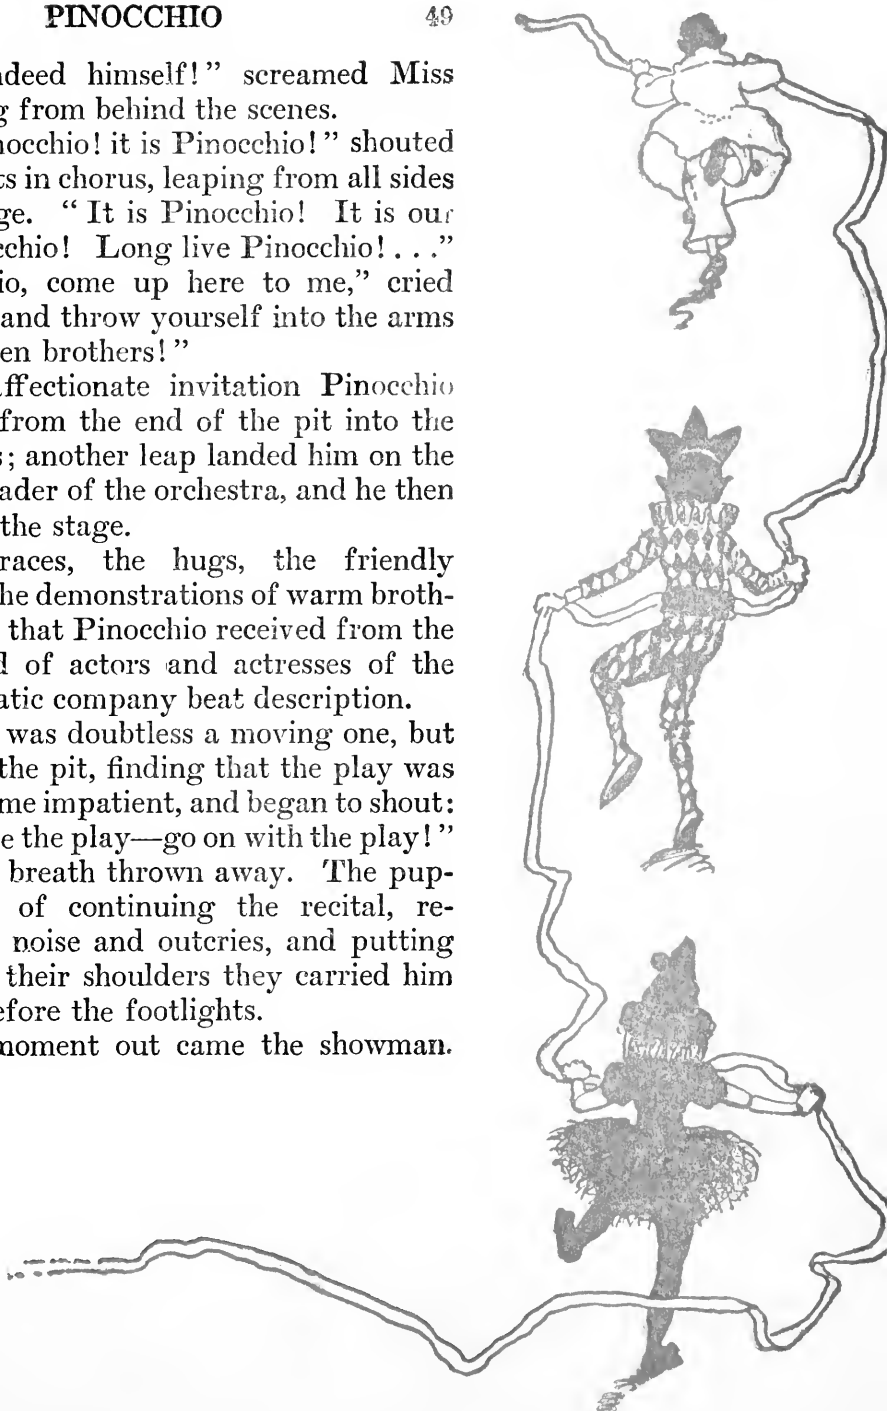 PINOCCHIO 49
ndeed himself!” screamed Miss
g from behind the scenes.
nocchio! it is Pinocchio!” shouted
ts in chorus, leaping from all sides
ge. “It is Pinocchio! It is our
cchio! Long live Pinocchio!...”
io, come up here to me,” cried
and throw yourself into the arms
en brothers!”
affectionate invitation Pinocchio
from the end of the pit into the
s; another leap landed him on the
ader of the orchestra, and he then
the stage.
races, the hugs, the friendly
he demonstrations of warm broth-
that Pinocchio received from the
d of actors and actresses of the
atic company beat description.
was doubtless a moving one, but
the pit, finding that the play was
me impatient, and began to shout:
e the play—go on with the play!”
breath thrown away. The pup-
of continuing the recital, re-
noise and outcries, and putting
their shoulders they carried him
efore the footlights.
moment out came the showman.